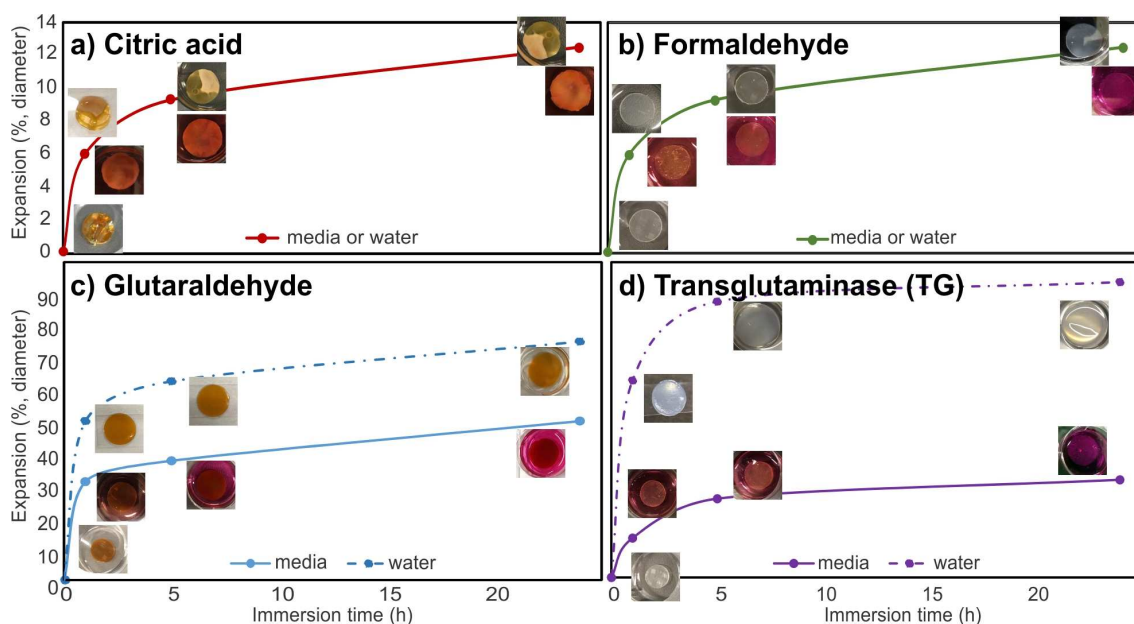 a) Citric acid
Expansion (%, diameter)
14
12
10
8
6
4
2
0
media or water
b) Formaldehyde
media or water
c) Glutaraldehyde
Expansion (%, diameter)
90
80
70
60
50
40
30
20
10
0
media
water
0
5
10
15
20
Immersion time (h)
d) Transglutaminase (TG)
media
water
0
5
10
15
20
Immersion time (h)